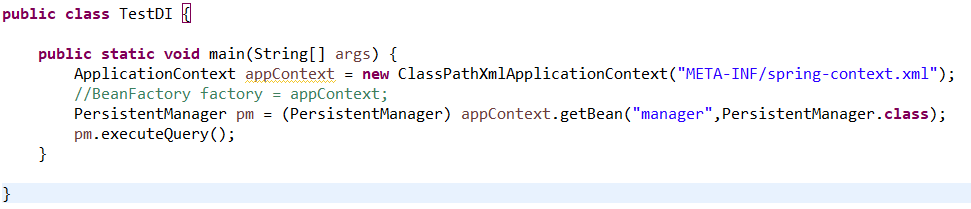 public class TestDI {
public static void main(String[] args) {
ApplicationContext appContext = new ClassPathXmlApplicationContext("META-INF/spring-context.xml");
//BeanFactory factory = appContext;
PersistentManager pm = (PersistentManager) appContext.getBean("manager",PersistentManager.class);
pm.executeQuery();
}
}